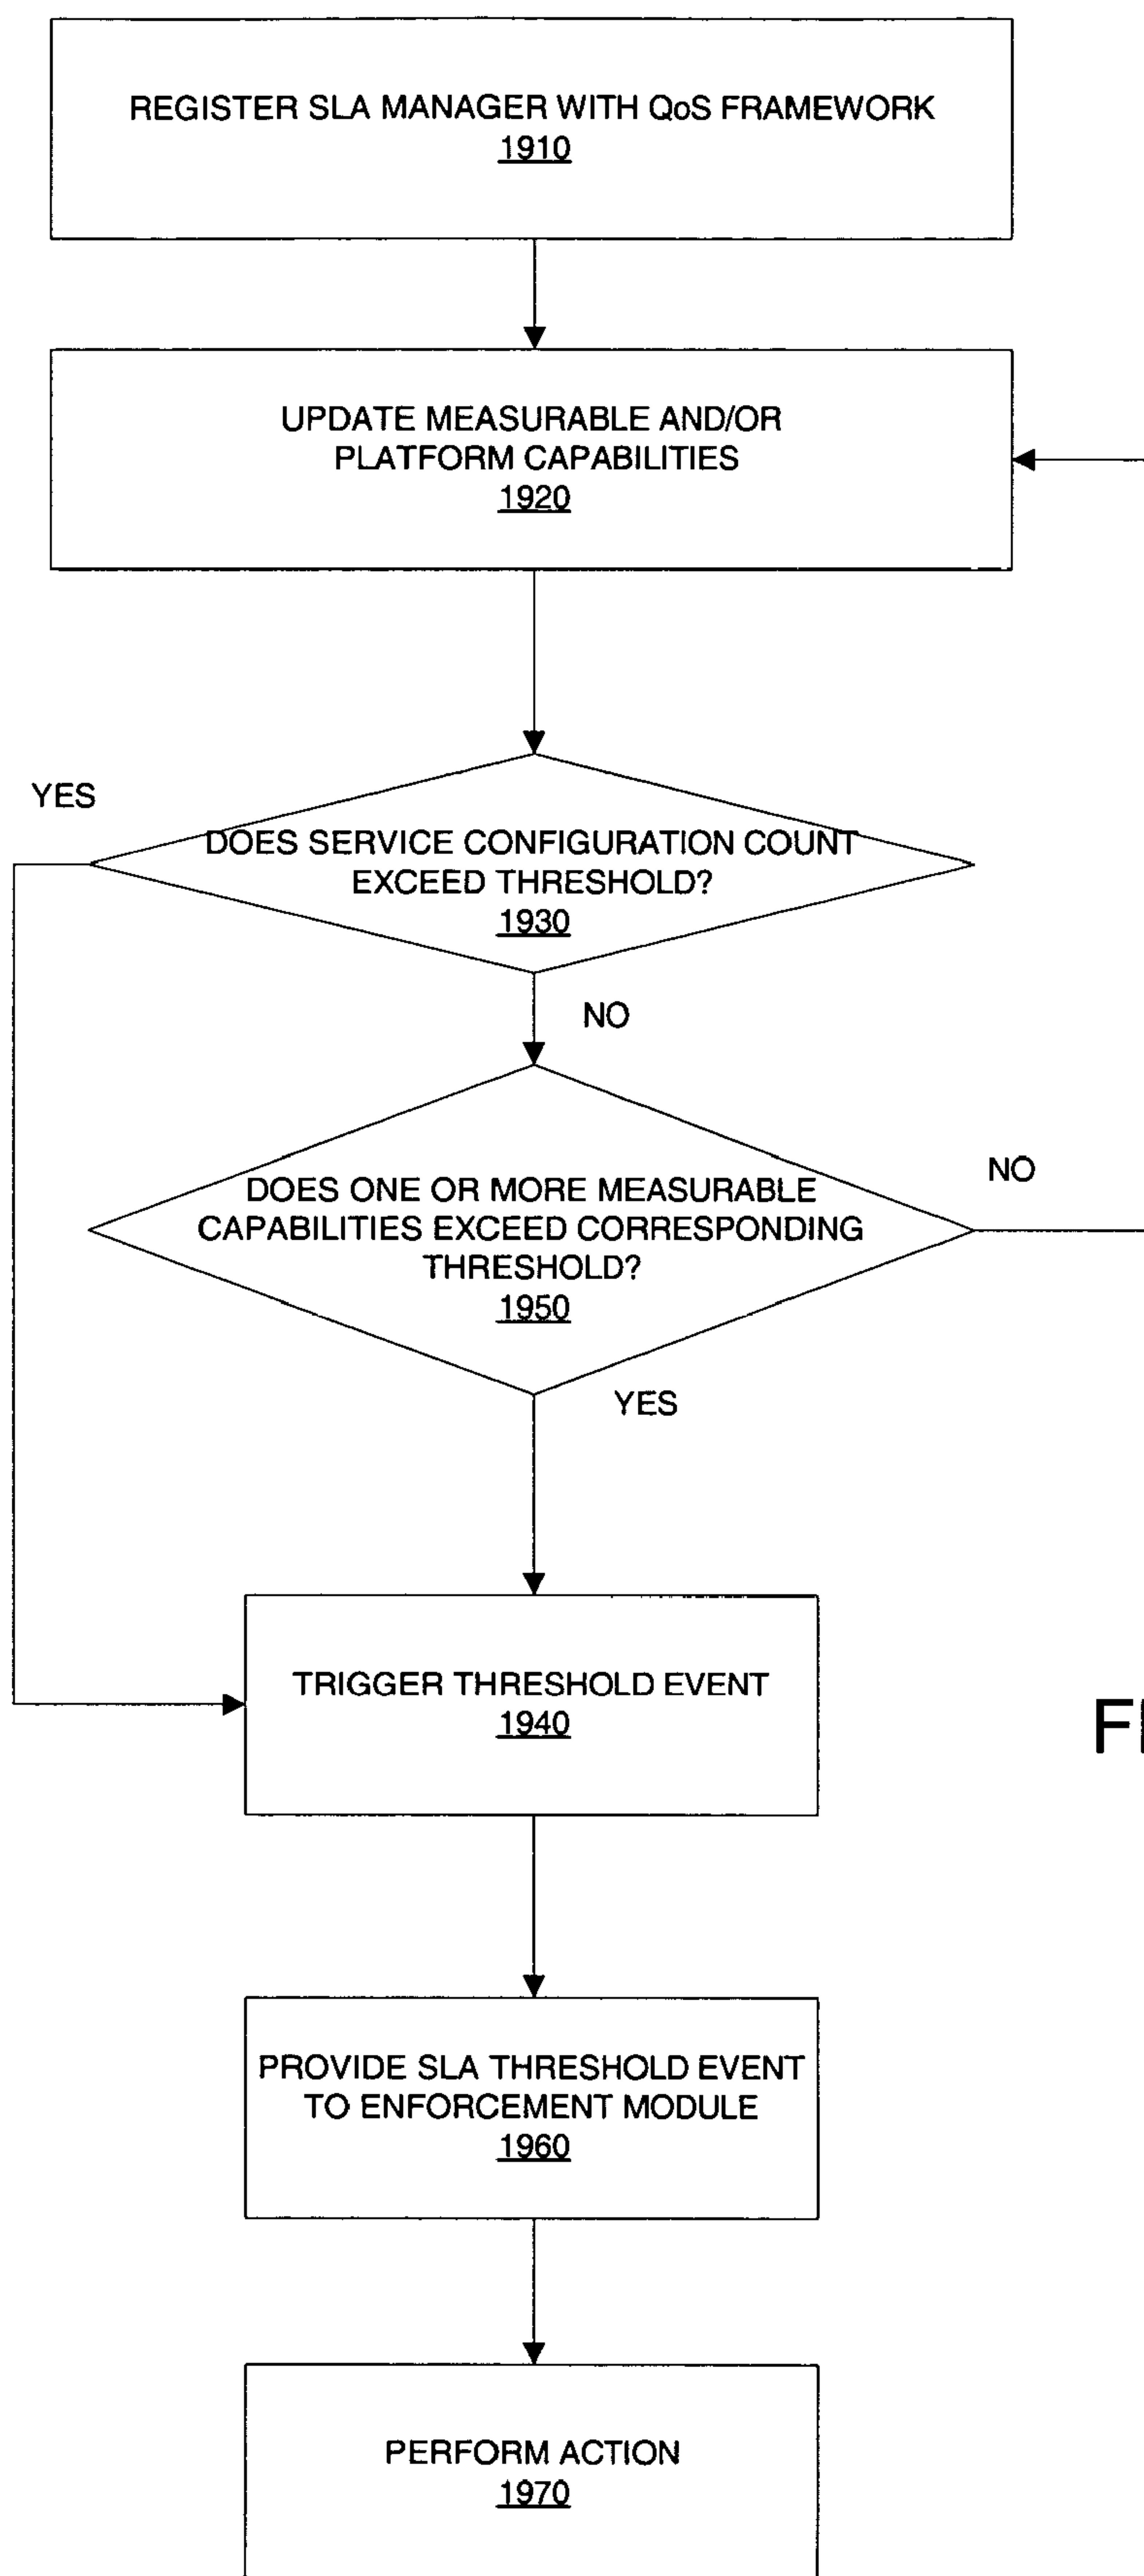 REGISTER SLA MANAGER WITH QoS FRAMEWORK
1910
UPDATE MEASURABLE AND/OR
PLATFORM CAPABILITIES
1920
YES
DOES SERVICE CONFIGURATION COUNT
EXCEED THRESHOLD?
1930
NO
DOES ONE OR MORE MEASURABLE
CAPABILITIES EXCEED CORRESPONDING
THRESHOLD?
1950
NO
YES
TRIGGER THRESHOLD EVENT
1940
PROVIDE SLA THRESHOLD EVENT
TO ENFORCEMENT MODULE
1960
PERFORM ACTION
1970